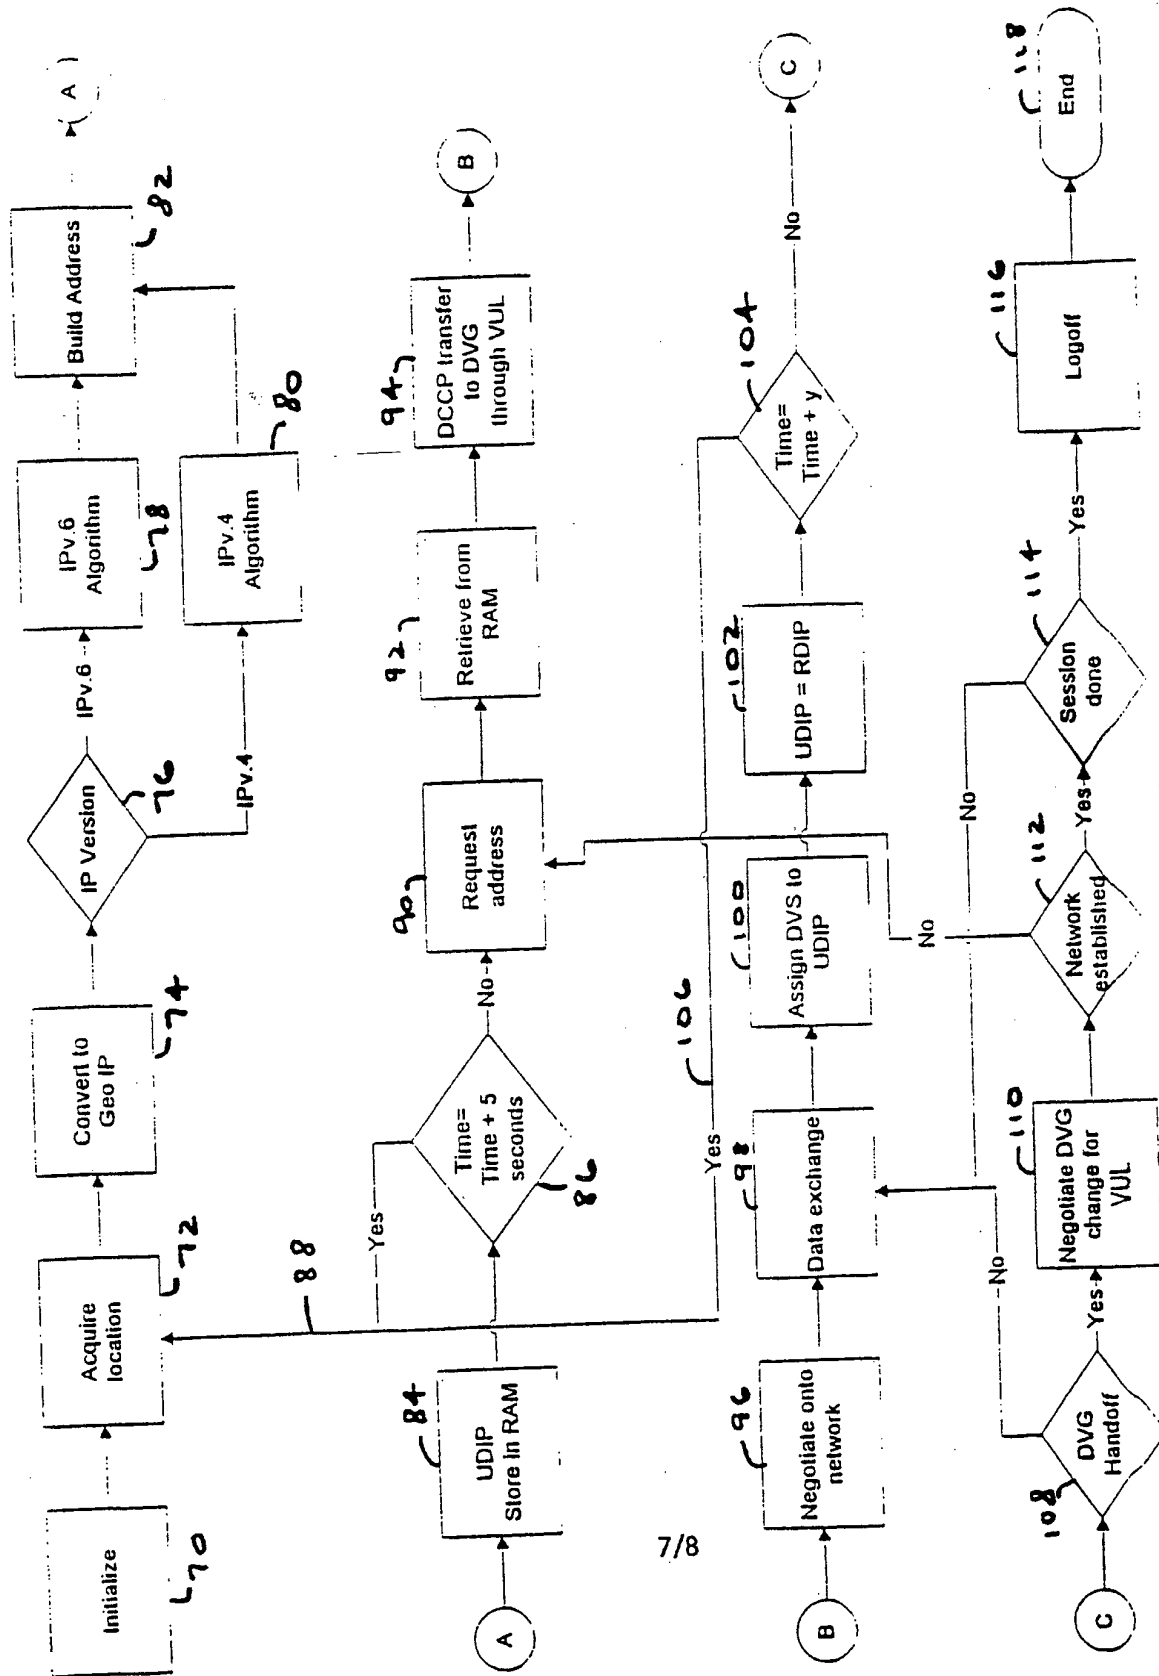 Initialize
70
Acquire
location
72
Convert to
Geo IP
74
IP Version
76
IPv.6
IPv.4
IPv.6
Algorithm
78
IPv.4
Algorithm
80
Build Address
82
A
A
UDIP
Store in RAM
84
Time=
Time + 5
seconds
86
Yes
88
No
Request
address
90
Retrieve from
RAM
92
DCCP transfer
to DVG
through VUL
94
B
B
Negotiate onto
network
96
Data exchange
98
Assign DVS to
UDIP
100
UDIP = RDIP
102
Time=
Time + y
104
Yes
106
No
C
C
DVG
Handoff
108
No
Yes
Negotiate DVG
change for
VUL
110
Network
established
112
No
Yes
Session
done
114
No
Yes
Logoff
116
End
118
7/8